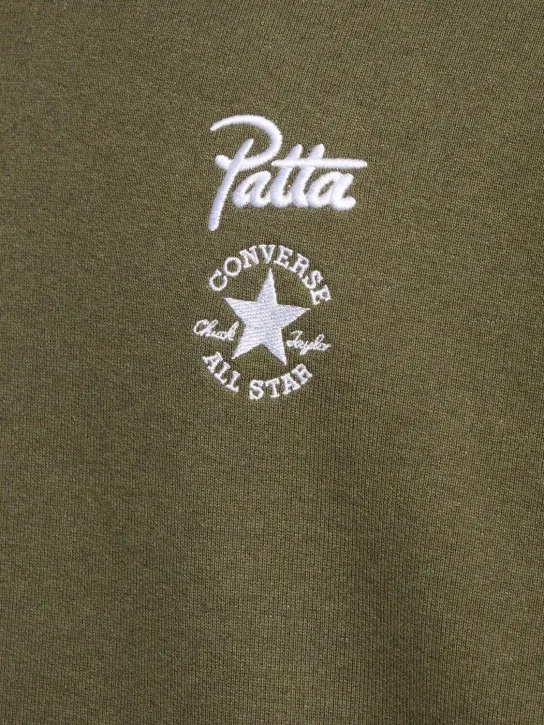 Patta
CONVERSE
Chuck Taylor
ALL STAR